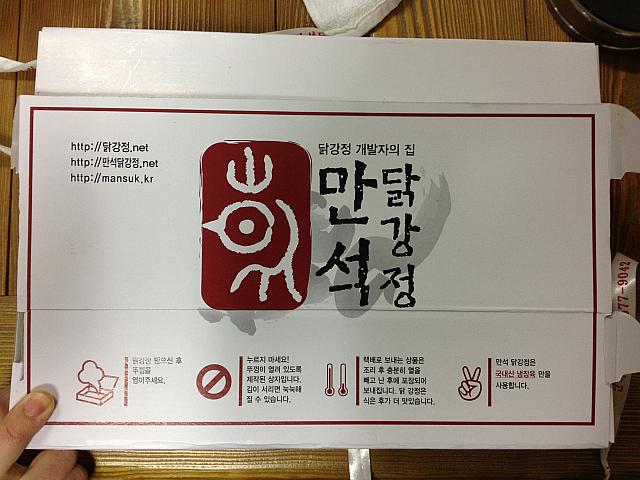 http://닭강정.net
http://만석닭강정.net
http://mansuk.kr
닭강정 개발자의 집
만석
닭강정
닭강정 받으신 후
뚜껑을
열어주세요.
누르지 마세요!
뚜껑이 열려 있도록
제작된 상자입니다.
김이 서리면 눅눅해
질 수 있습니다.
택배로 보내는 상품은
조리 후 충분히 열을
빼고 난 후에 포장되어
보내집니다. 닭 강정은
식은 후가 더 맛있습니다.
만석 닭강정은
국내산 냉장육 만을
사용합니다.
77-9042